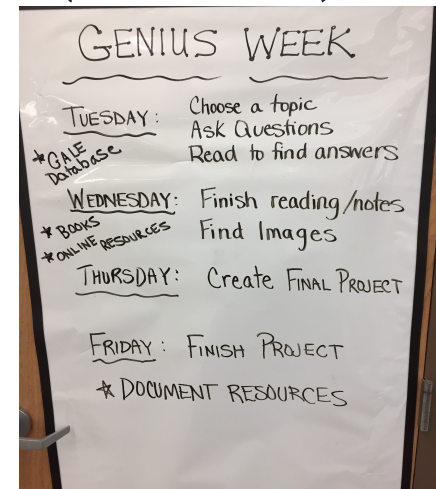 GENIUS WEEK
TUESDAY: Choose a topic
Ask Questions
* GALE Database Read to find answers
WEDNESDAY: Finish reading/notes
* BOOKS Find Images
* ONLINE RESOURCES
THURSDAY: Create FINAL PROJECT
FRIDAY: FINISH PROJECT
* DOCUMENT RESOURCES